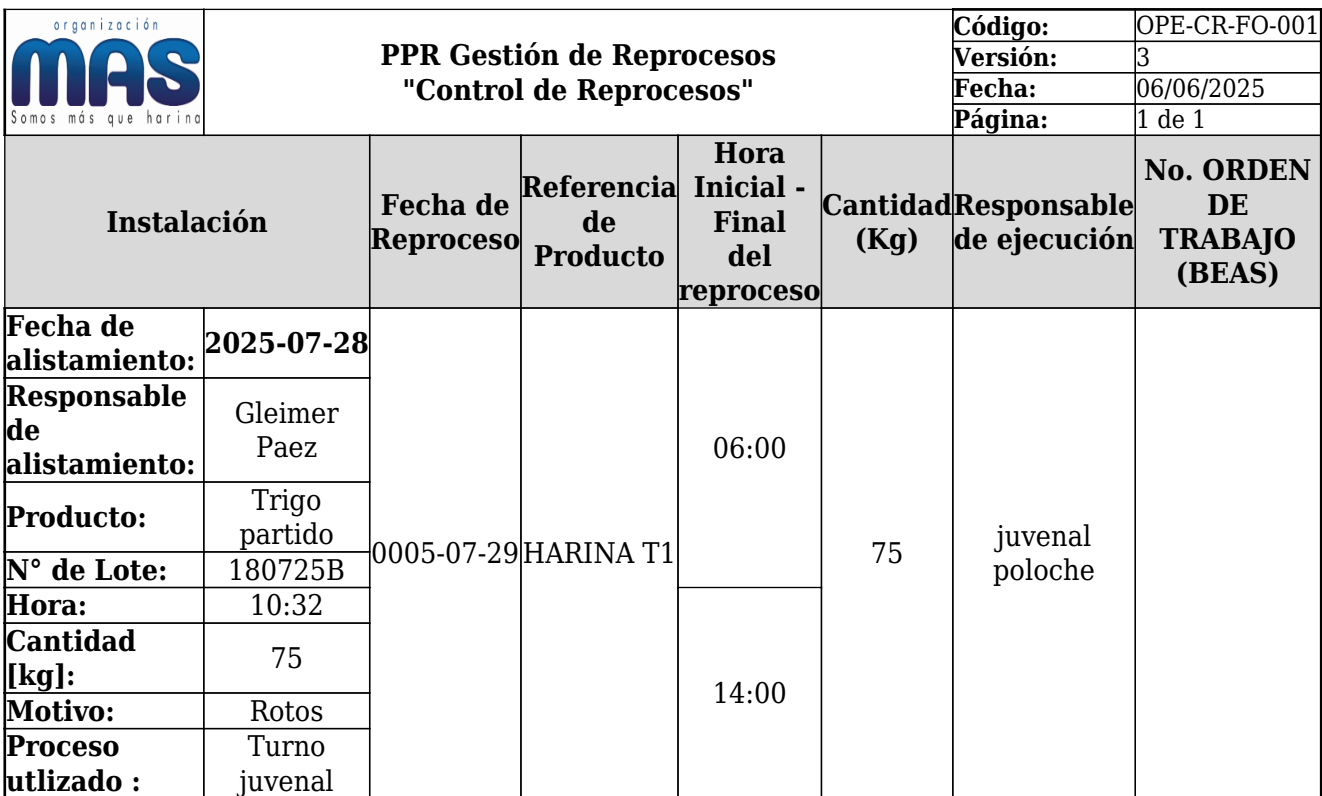 organización
MAS
Somos más que harina
PPR Gestión de Reprocesos
"Control de Reprocesos"
Código: OPE-CR-FO-001
Versión: 3
Fecha: 06/06/2025
Página: 1 de 1
Instalación
Fecha de
Reproceso
Referencia
de
Producto
Hora
Inicial -
Final
del
reproceso
Cantidad
(Kg)
Responsable
de ejecución
No. ORDEN
DE
TRABAJO
(BEAS)
Fecha de
alistamiento:
2025-07-28
Responsable
de
alistamiento:
Gleimer
Paez
Producto:
Trigo
partido
N° de Lote:
180725B
Hora:
10:32
Cantidad
[kg]:
75
Motivo:
Rotos
Proceso
utlizado :
Turno
juvenal
0005-07-29
HARINA T1
06:00
14:00
75
juvenal
poloche